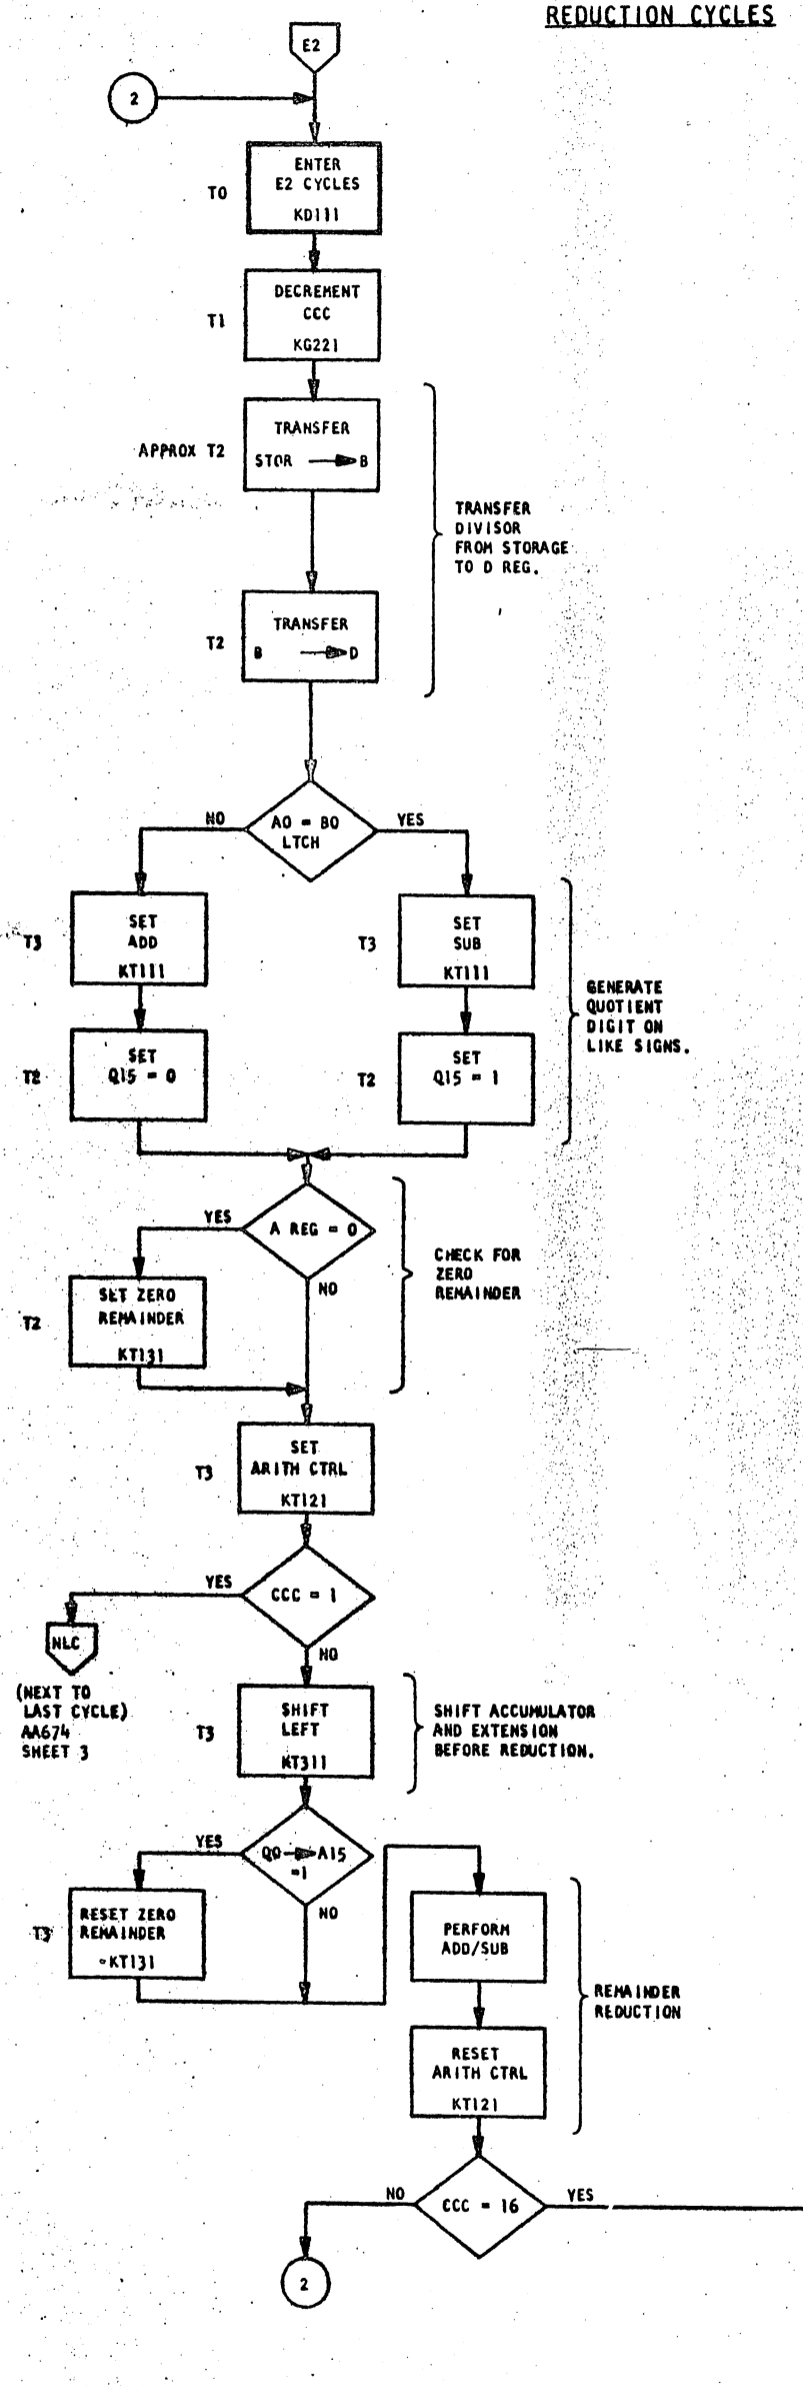 REDUCTION CYCLES
E2
2
T0
ENTER
E2 CYCLES
KD111
T1
DECREMENT
CCC
KG221
APPROX T2
TRANSFER
STOR B
TRANSFER
DIVISOR
FROM STORAGE
TO D REG.
T2
TRANSFER
B D
A0 = B0
LTCH
NO
YES
T3
SET
ADD
KT111
T3
SET
SUB
KT111
T2
SET
Q15 = 0
T2
SET
Q15 = 1
GENERATE
QUOTIENT
DIGIT ON
LIKE SIGNS.
A REG = 0
YES
NO
T2
SET ZERO
REMAINDER
KT131
CHECK FOR
ZERO
REMAINDER
T3
SET
ARITH CTRL
KT121
CCC = 1
YES
NO
NLC
(NEXT TO
LAST CYCLE)
AA674
SHEET 3
T3
SHIFT
LEFT
KT311
SHIFT ACCUMULATOR
AND EXTENSION
BEFORE REDUCTION.
Q0 A15
=1
YES
NO
T3
RESET ZERO
REMAINDER
-KT131
PERFORM
ADD/SUB
RESET
ARITH CTRL
KT121
REMAINDER
REDUCTION
CCC = 16
NO
YES
2